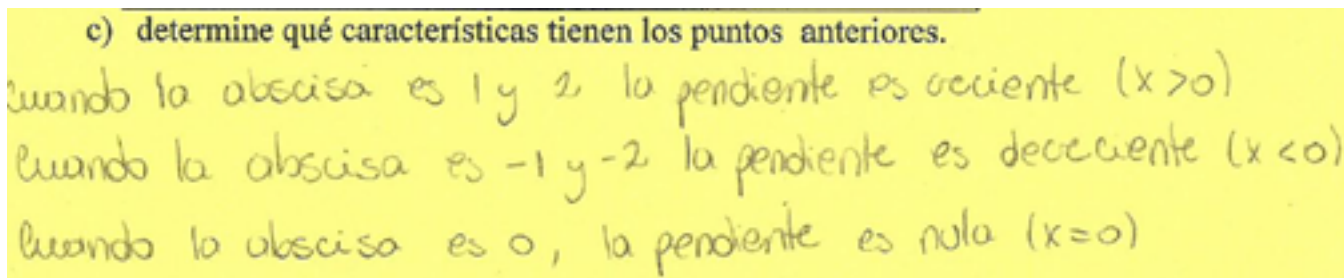 c) determine qué características tienen los puntos anteriores.
cuando la abscisa es 1 y 2 la pendiente es creciente (x>0)
Cuando la abscisa es -1 y -2 la pendiente es dececiente (x<0)
Cuando la abscisa es 0, la pendiente es nula (x=0)